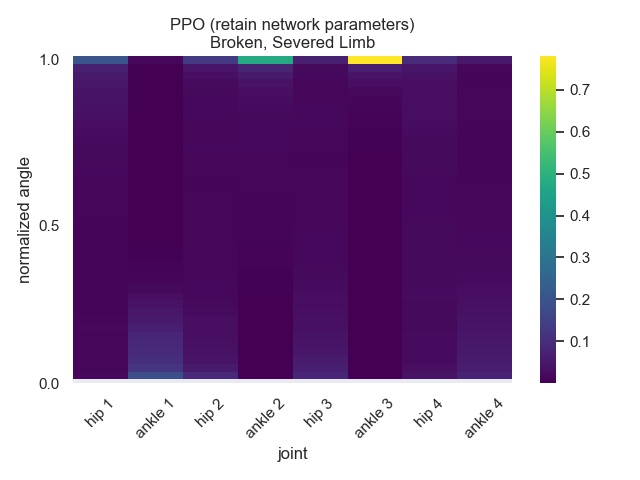 PPO (retain network parameters)
Broken, Severed Limb
normalized angle
1.0
0.5
0.0
hip 1
ankle 1
hip 2
ankle 2
hip 3
ankle 3
hip 4
ankle 4
joint
0.7
0.6
0.5
0.4
0.3
0.2
0.1